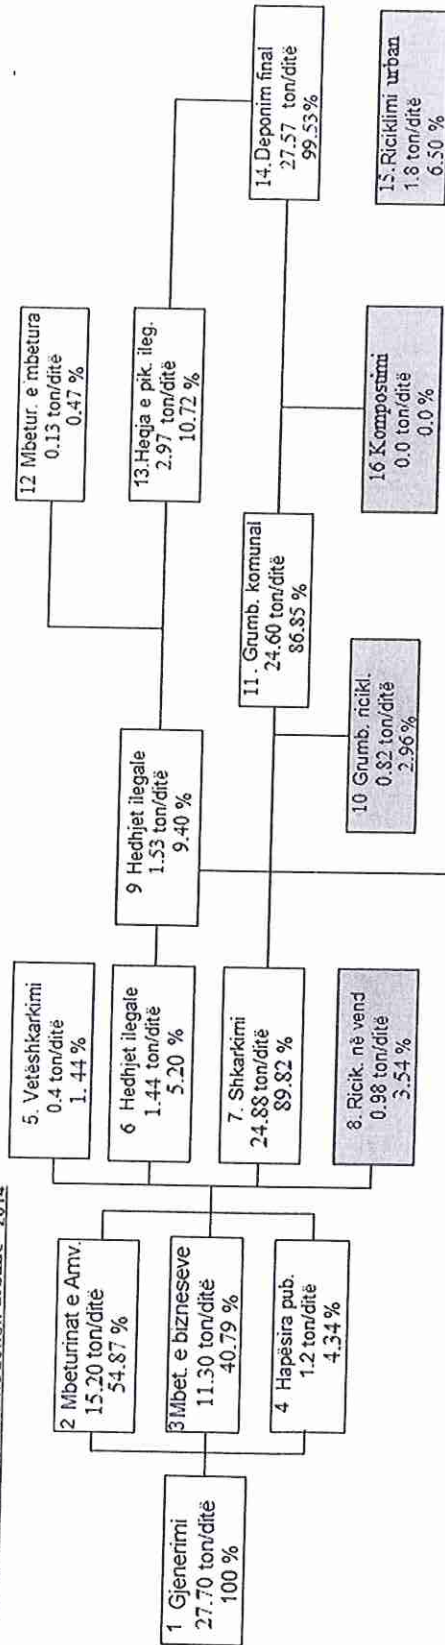 1 Gjenerimi
27.70 ton/ditë
100 %
2 Mbeturinat e Amv.
15.20 ton/ditë
54.87 %
3 Mbet. e bizneseve
11.30 ton/ditë
40.79 %
4 Hapësira pub.
1.2 ton/ditë
4.34 %
5. Vetëshkarkimi
0.4 ton/ditë
1. 44 %
6 Hedhjet ilegale
1.44 ton/ditë
5.20 %
7. Shkarkimi
24.88 ton/ditë
89.82 %
8. Ricik. në vend
0.98 ton/ditë
3.54 %
9 Hedhjet ilegale
1.53 ton/ditë
9.40 %
10 Grumb. ricikl.
0.82 ton/ditë
2.96 %
11. Grumb. komunal
24.60 ton/ditë
86.85 %
12 Mbetur. e mbetura
0.13 ton/ditë
0.47 %
13.Heqja e pik. ileg.
2.97 ton/ditë
10.72 %
14.Deponim final
27.57 ton/ditë
99.53 %
16 Kompostimi
0.0 ton/ditë
0.0 %
15.Riciklimi urban
1.8 ton/ditë
6.50 %